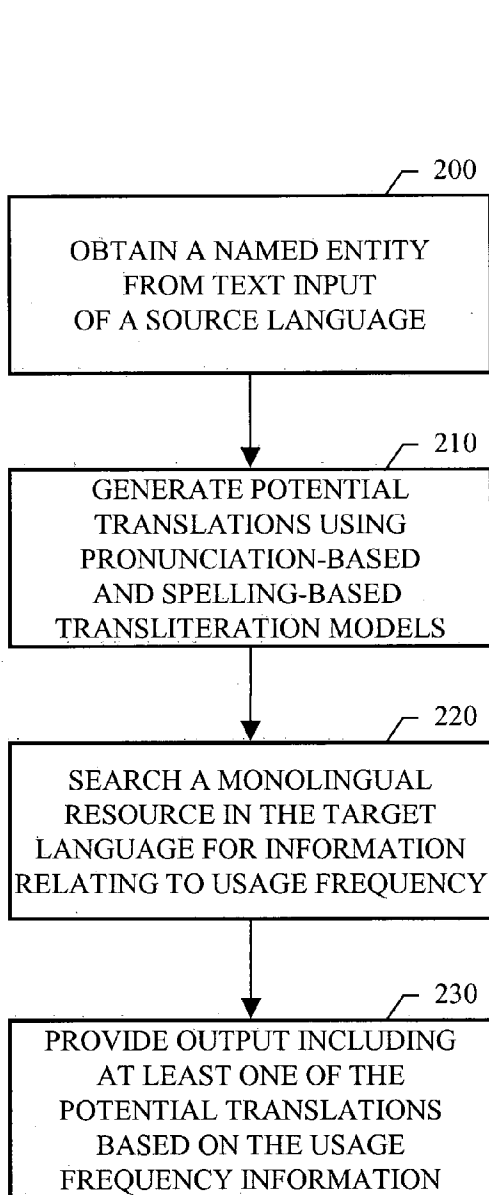 200
OBTAIN A NAMED ENTITY
FROM TEXT INPUT
OF A SOURCE LANGUAGE
210
GENERATE POTENTIAL
TRANSLATIONS USING
PRONUNCIATION-BASED
AND SPELLING-BASED
TRANSLITERATION MODELS
220
SEARCH A MONOLINGUAL
RESOURCE IN THE TARGET
LANGUAGE FOR INFORMATION
RELATING TO USAGE FREQUENCY
230
PROVIDE OUTPUT INCLUDING
AT LEAST ONE OF THE
POTENTIAL TRANSLATIONS
BASED ON THE USAGE
FREQUENCY INFORMATION